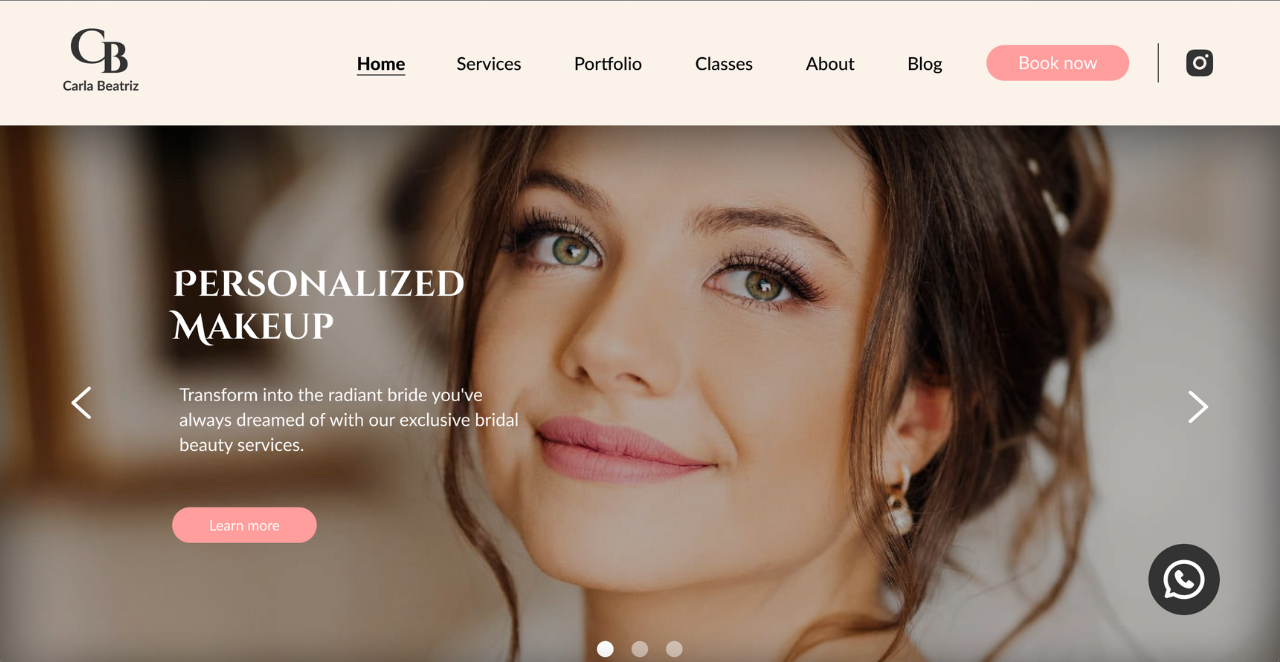 CB
Carla Beatriz
Home Services Portfolio Classes About Blog Book now
Personalized
Makeup
Transform into the radiant bride you've
always dreamed of with our exclusive bridal
beauty services.
Learn more